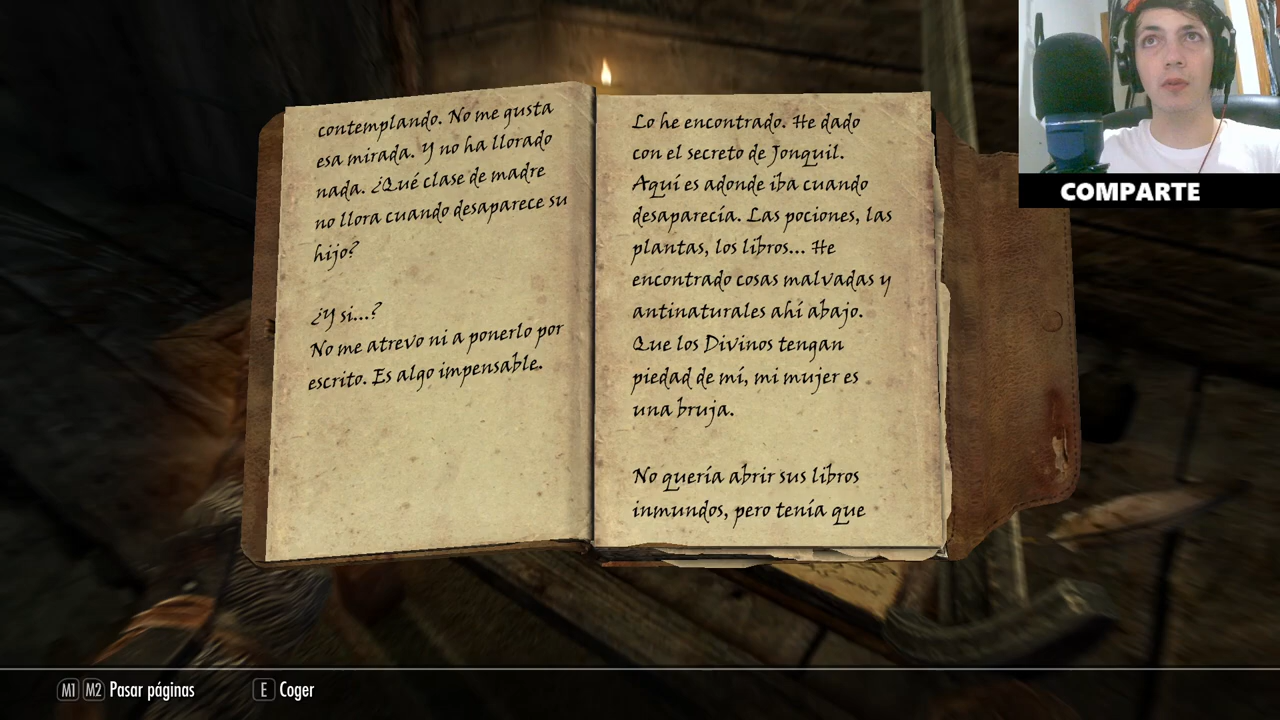 contemplando. No me gusta
esa mirada. Y no ha llorado
nada. ¿Qué clase de madre
no llora cuando desaparece su
hijo?
¿Y si...?
No me atrevo ni a ponerlo por
escrito. Es algo impensable.
Lo he encontrado. He dado
con el secreto de Jonquil.
Aquí es adonde iba cuando
desaparecía. Las pociones, las
plantas, los libros... He
encontrado cosas malvadas y
antinaturales ahí abajo.
Que los Divinos tengan
piedad de mí, mi mujer es
una bruja.
No quería abrir sus libros
inmundos, pero tenía que
COMPARTE
M1 M2 Pasar páginas
E Coger